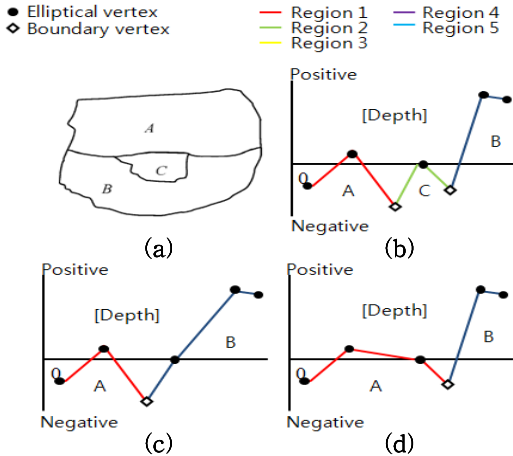 Elliptical vertex
Boundary vertex
Region 1
Region 2
Region 3
Region 4
Region 5
A
B
C
(a)
Positive
[Depth]
0
A
C
B
Negative
(b)
Positive
[Depth]
0
A
B
Negative
(c)
Positive
[Depth]
0
A
B
Negative
(d)